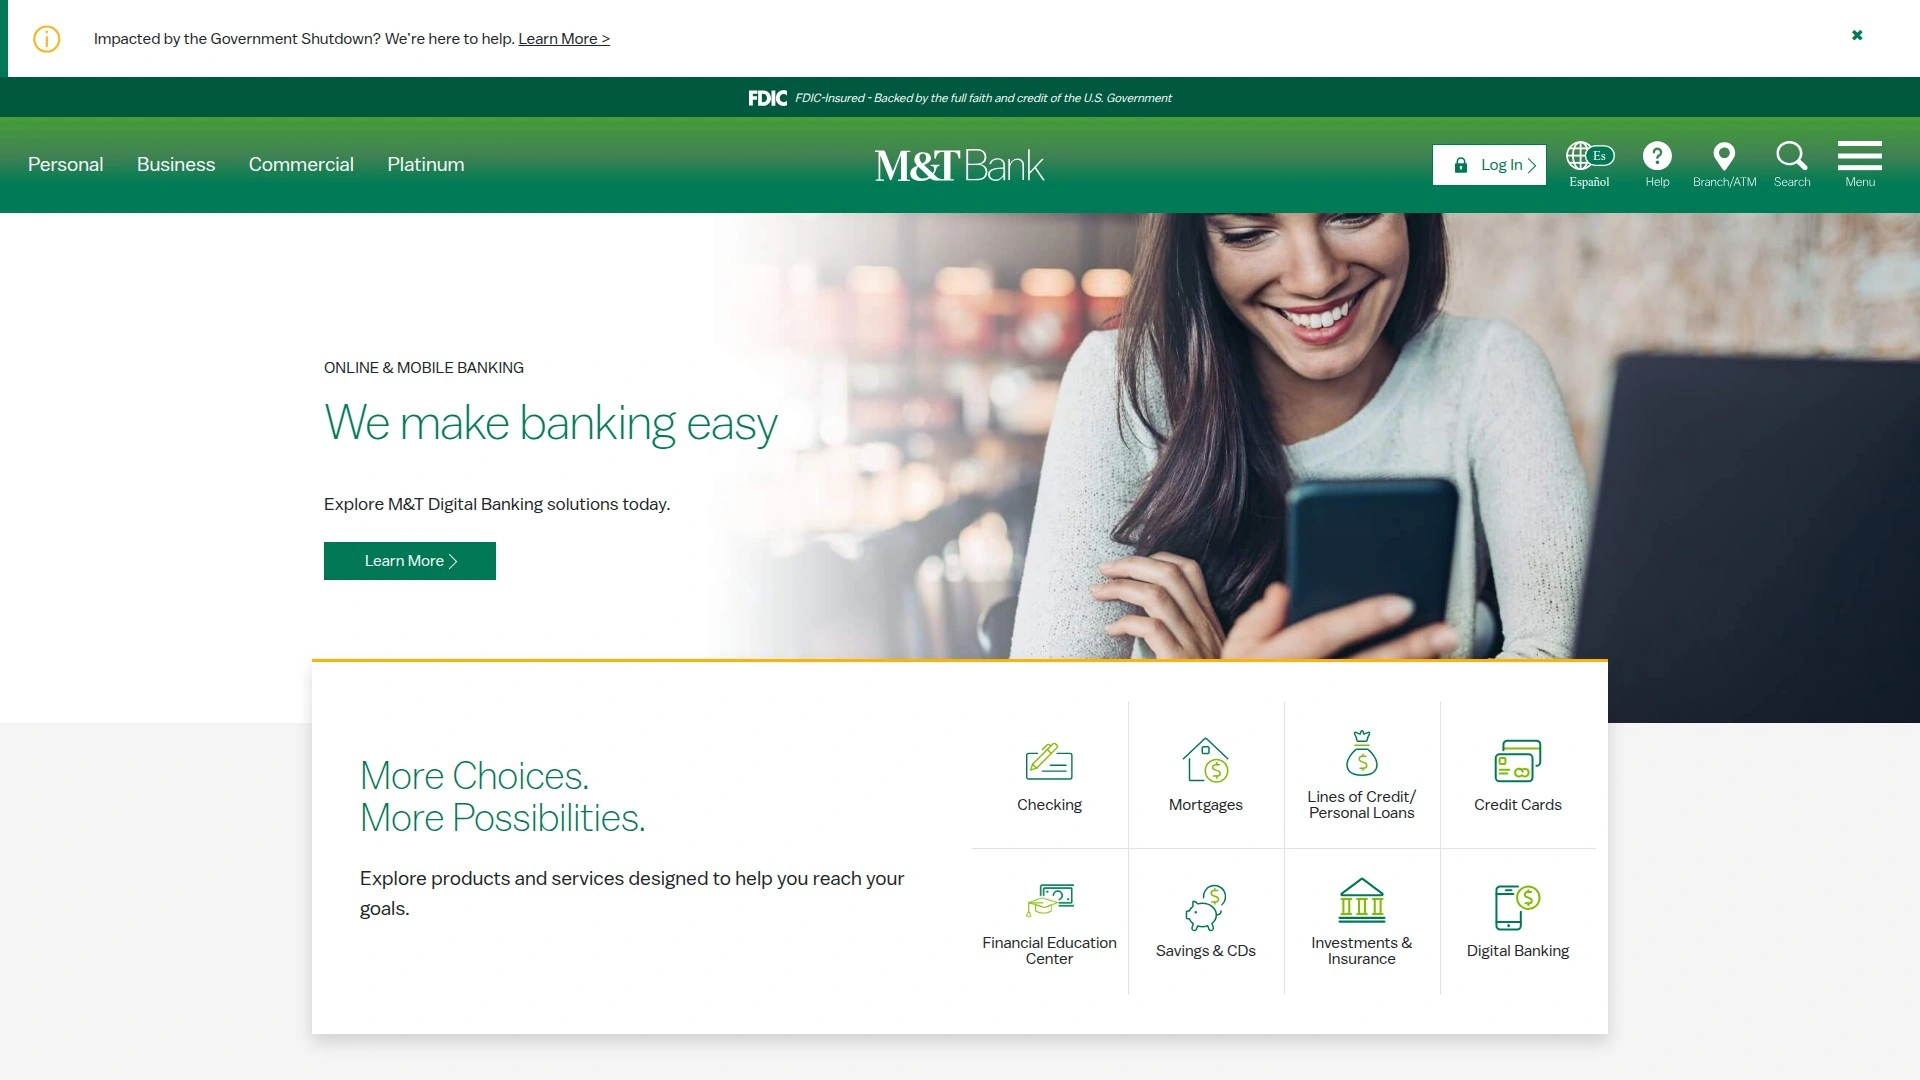 Impacted by the Government Shutdown? We’re here to help. Learn More >
FDIC FDIC-Insured - Backed by the full faith and credit of the U.S. Government
Personal Business Commercial Platinum
M&T Bank
Log In
Es
Español
Help
Branch/ATM
Search
Menu
ONLINE & MOBILE BANKING
We make banking easy
Explore M&T Digital Banking solutions today.
Learn More
More Choices.
More Possibilities.
Explore products and services designed to help you reach your
goals.
Checking
Mortgages
Lines of Credit/
Personal Loans
Credit Cards
Financial Education
Center
Savings & CDs
Investments &
Insurance
Digital Banking